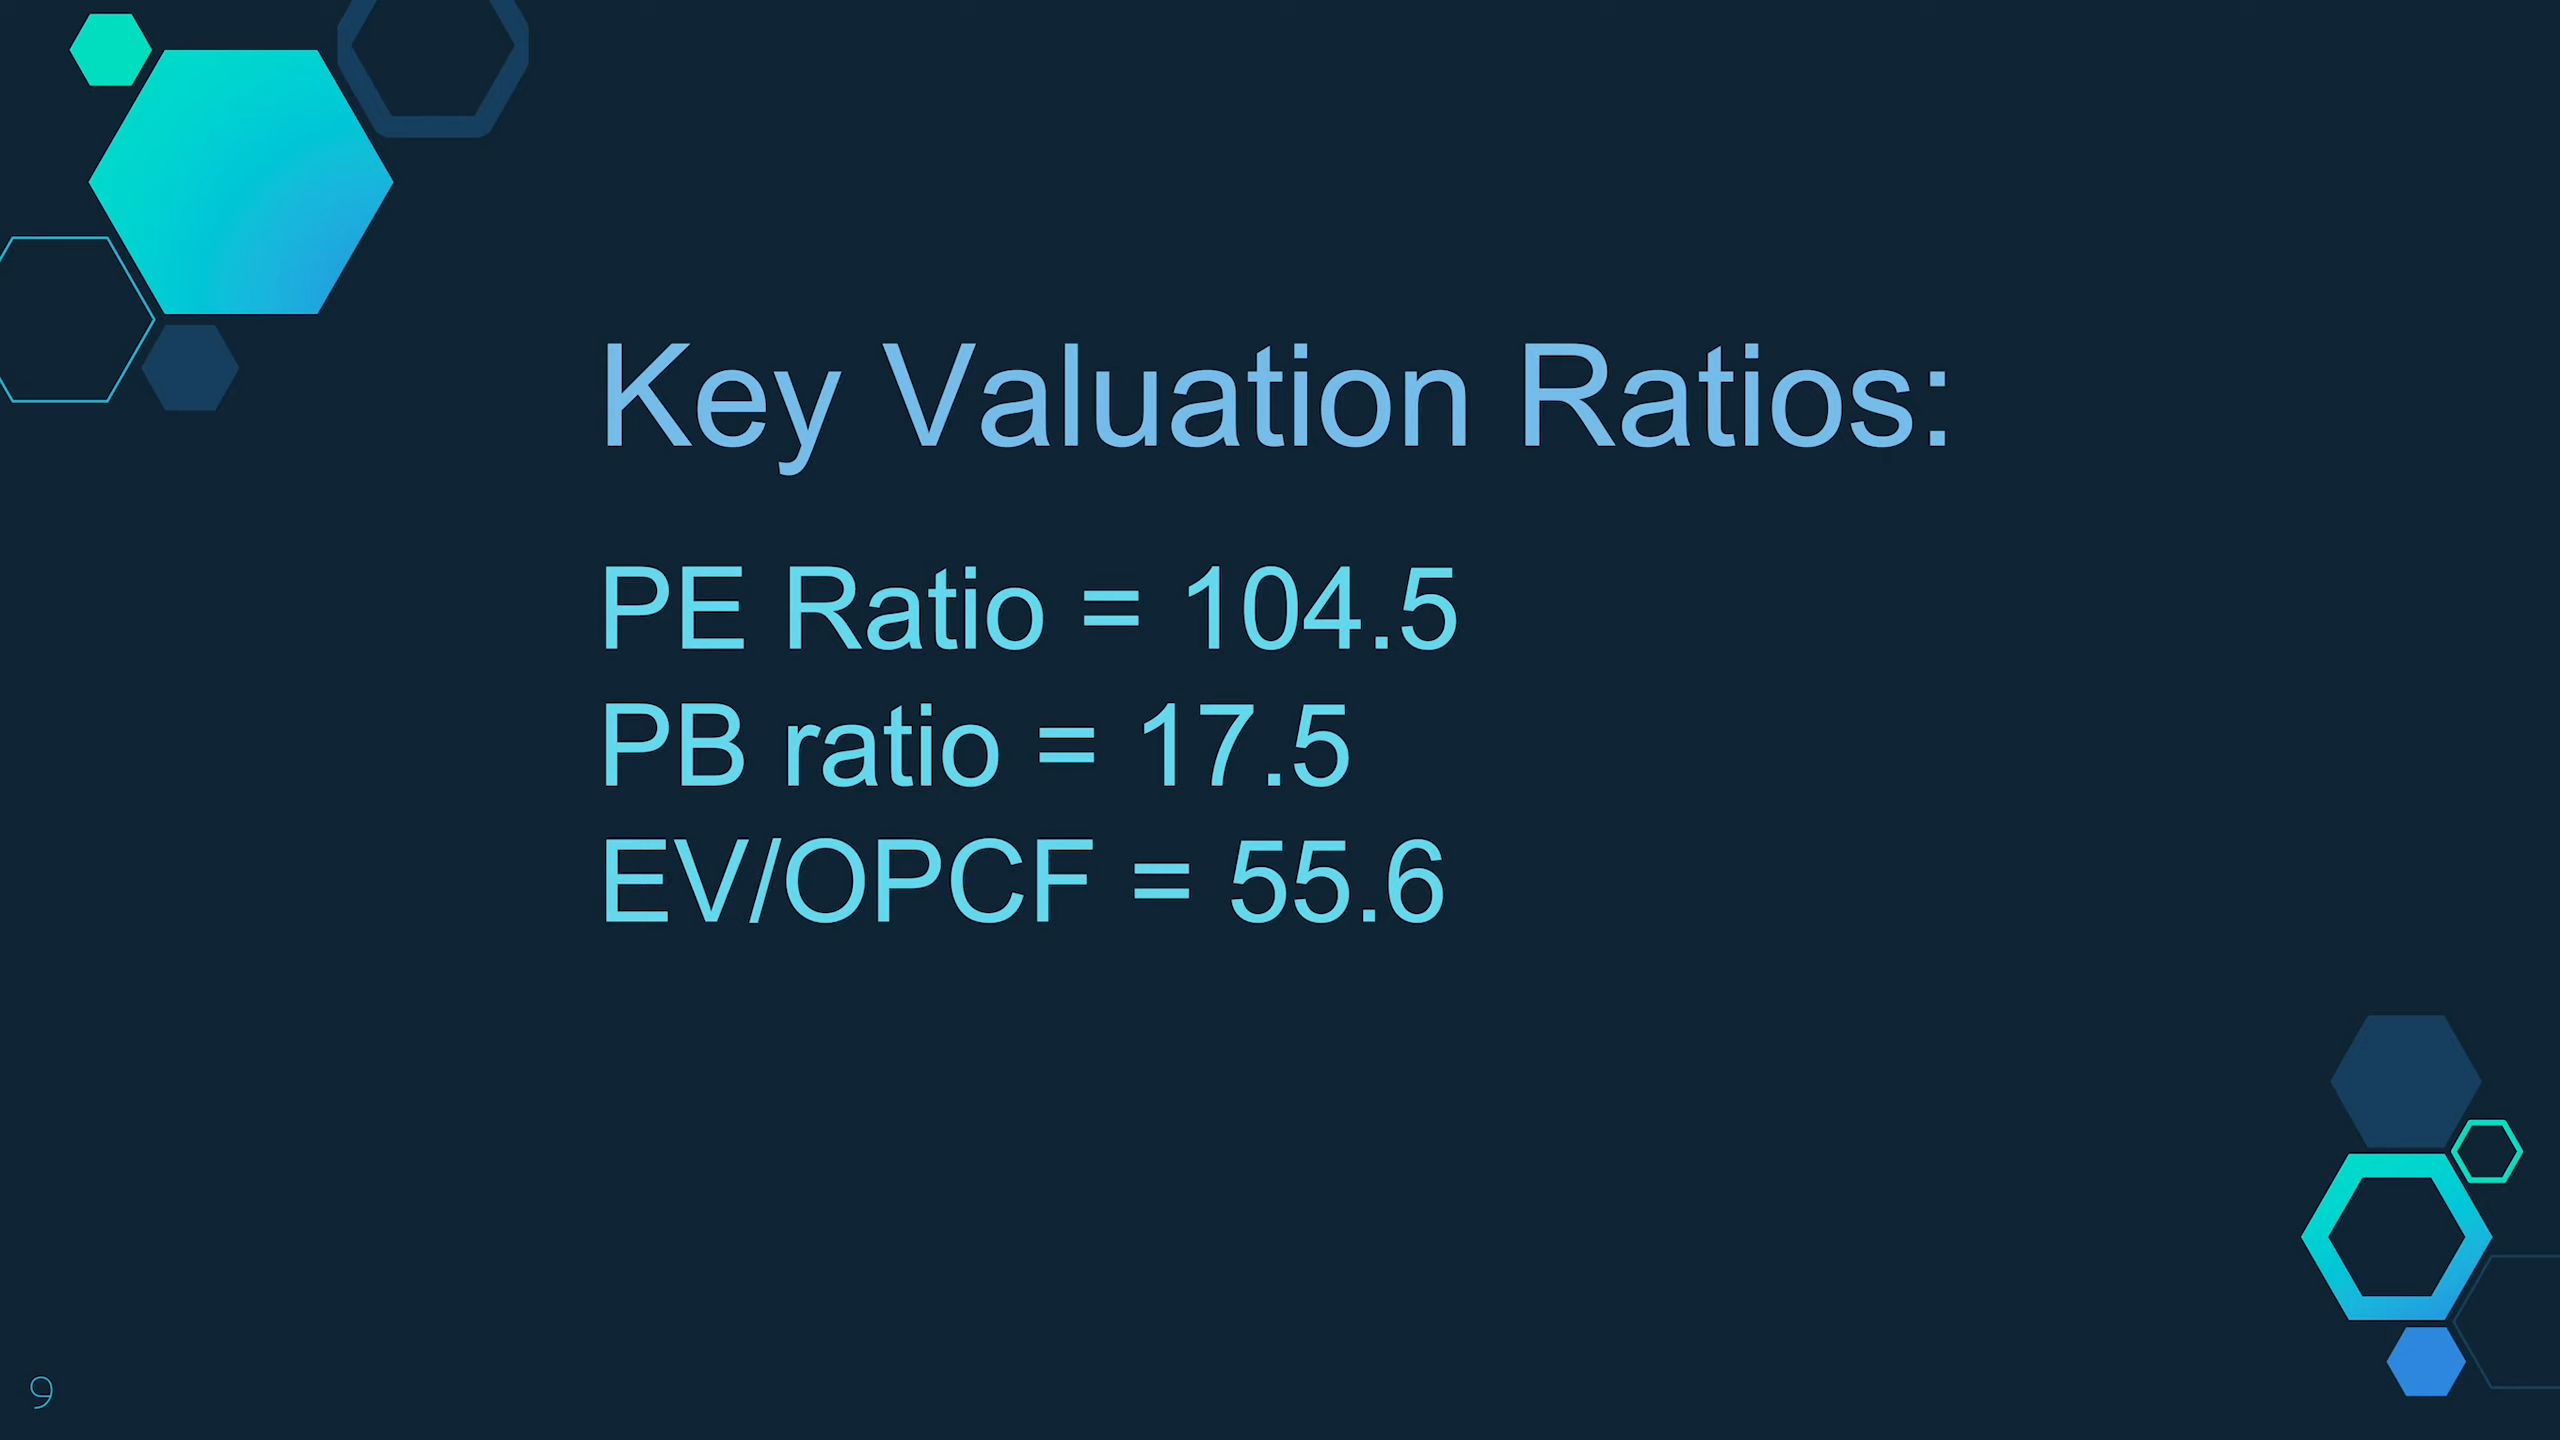 Key Valuation Ratios:
PE Ratio = 104.5
PB ratio = 17.5
EV/OPCF = 55.6
9